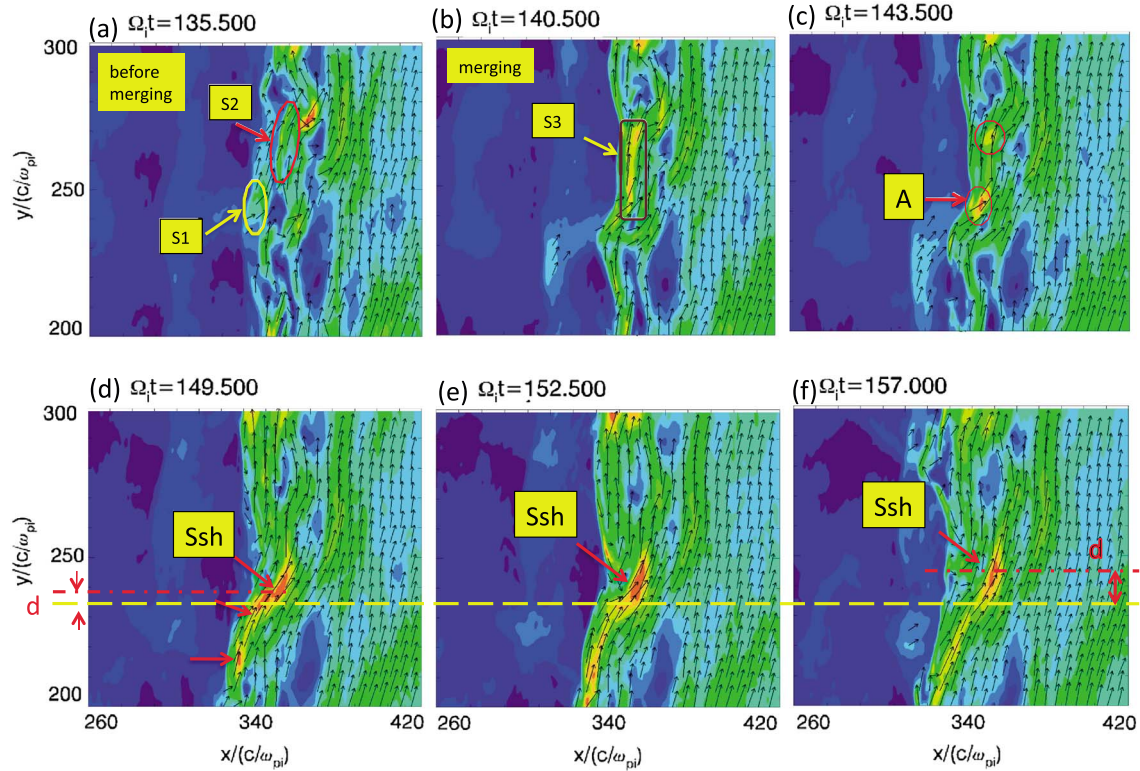 (a) Ωit=135.500
(b) Ωit=140.500
(c) Ωit=143.500
300
before
merging
S2
S1
merging
S3
A
y/(c/ωpi)
250
200
(d) Ωit=149.500
(e) Ωit=152.500
(f) Ωit=157.000
300
Ssh
Ssh
Ssh
y/(c/ωpi)
250
d
d
200
260 340 420
340 420
260 340 420
x/(c/ωpi)
x/(c/ωpi)
x/(c/ωpi)